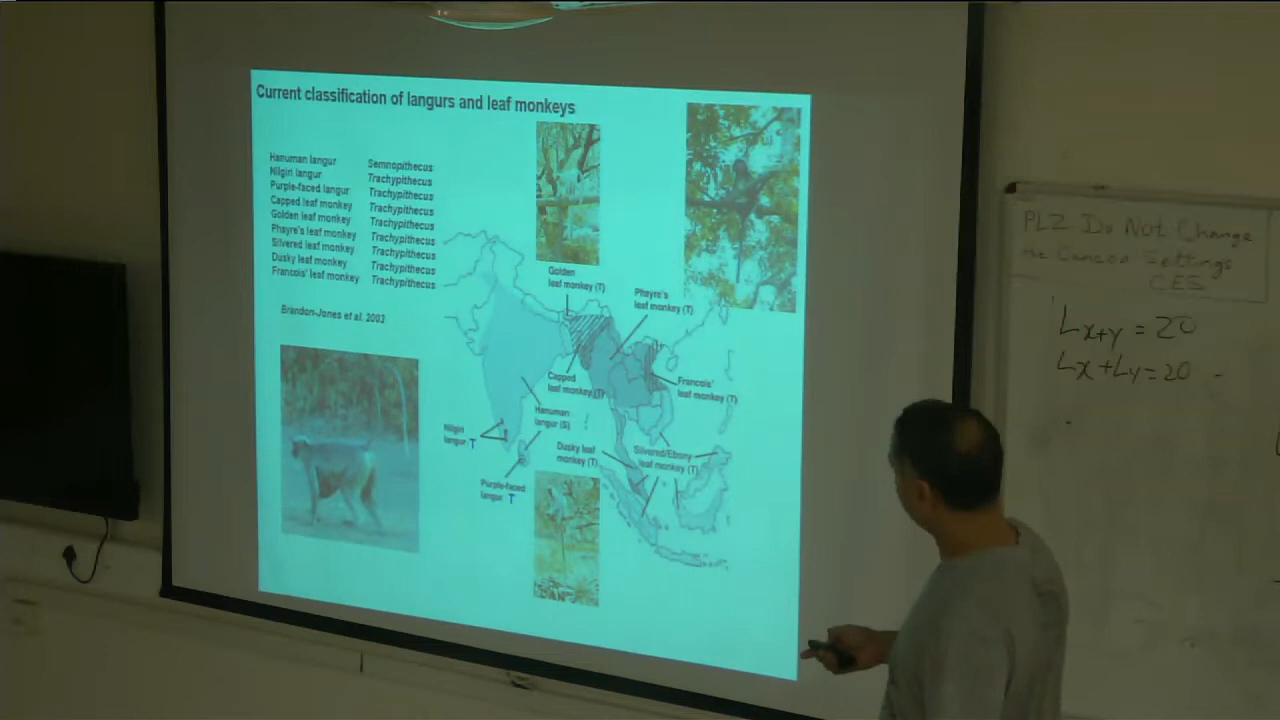 Current classification of langurs and leaf monkeys
Hanuman langur Semnopithecus
Nilgiri langur Trachypithecus
Purple-faced langur Trachypithecus
Capped leaf monkey Trachypithecus
Golden leaf monkey Trachypithecus
Phayre's leaf monkey Trachypithecus
Silvered leaf monkey Trachypithecus
Dusky leaf monkey Trachypithecus
Francois' leaf monkey Trachypithecus
Brandon-Jones et al. 2003
Golden
leaf monkey (T)
Phayre's
leaf monkey (T)
Capped
leaf monkey (T)
Francois'
leaf monkey (T)
Hanuman
langur (S)
Nilgiri
langur T
Dusky leaf
monkey (T)
Silvered/Ebony
leaf monkey (T)
Purple-faced
langur T
PLZ Do Not Change
the Camera Settings
CES
Lx+y = 20
Lx + Ly = 20